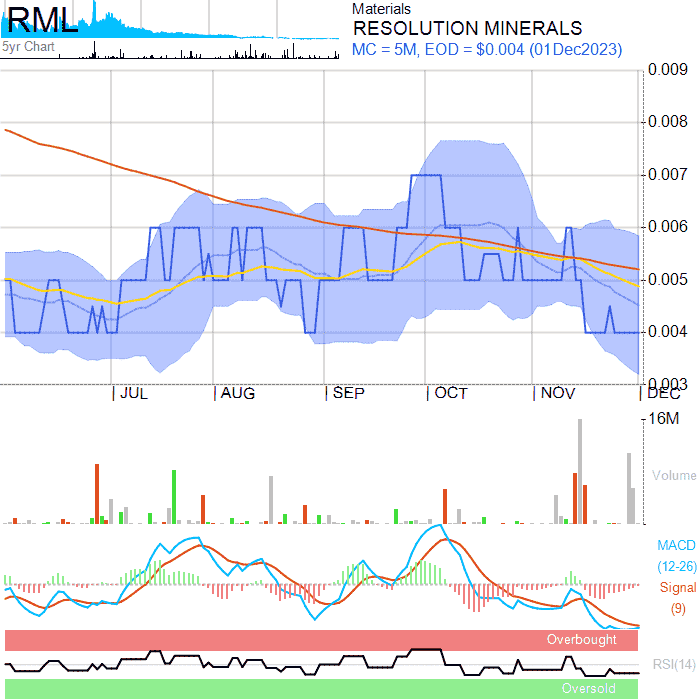 RML
5yr Chart
Materials
RESOLUTION MINERALS
MC = 5M, EOD = $0.004 (01Dec2023)
0.009
0.008
0.007
0.006
0.005
0.004
0.003
JUL
AUG
SEP
OCT
NOV
DEC
16M
Volume
MACD
(12-26)
Signal
(9)
Overbought
RSI(14)
Oversold